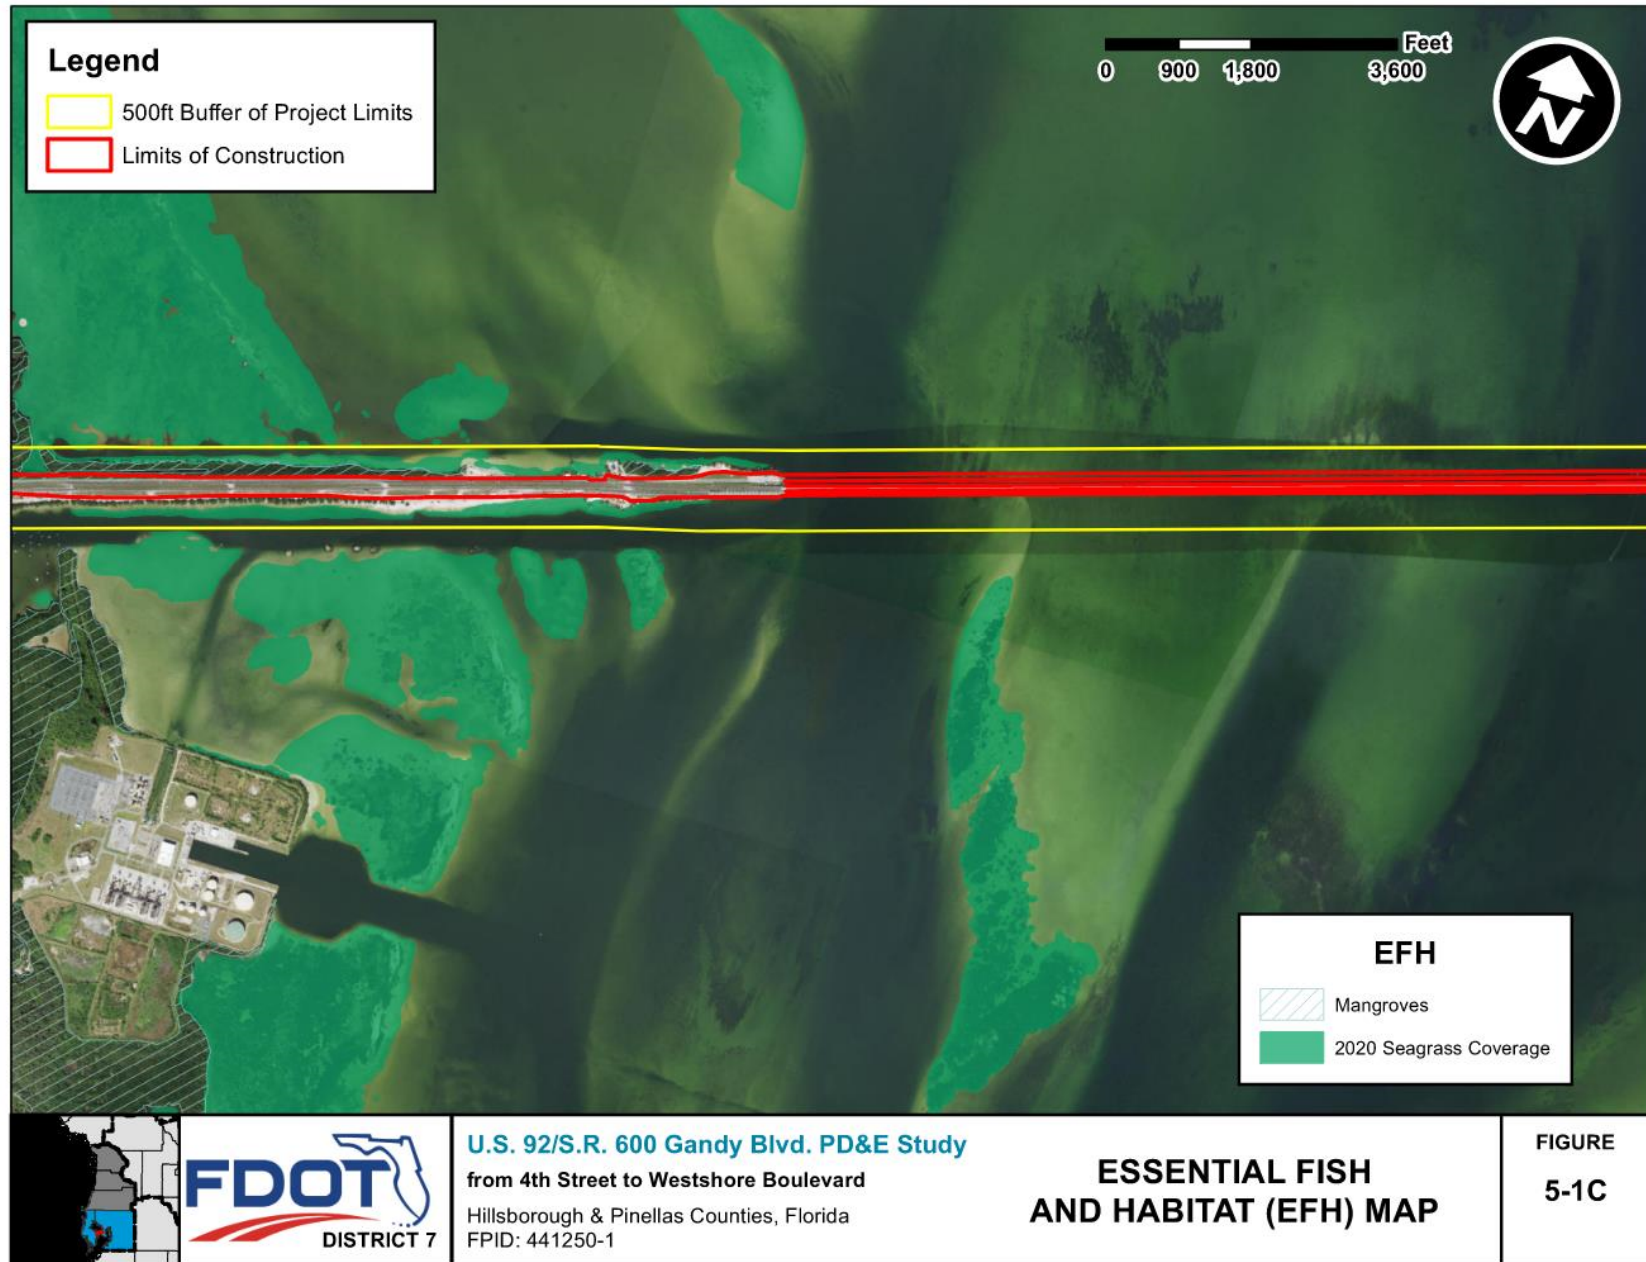 Legend
500ft Buffer of Project Limits
Limits of Construction
Feet
0 900 1,800 3,600
N
EFH
Mangroves
2020 Seagrass Coverage
FDOT
DISTRICT 7
U.S. 92/S.R. 600 Gandy Blvd. PD&E Study
from 4th Street to Westshore Boulevard
Hillsborough & Pinellas Counties, Florida
FPID: 441250-1
ESSENTIAL FISH
AND HABITAT (EFH) MAP
FIGURE
5-1C